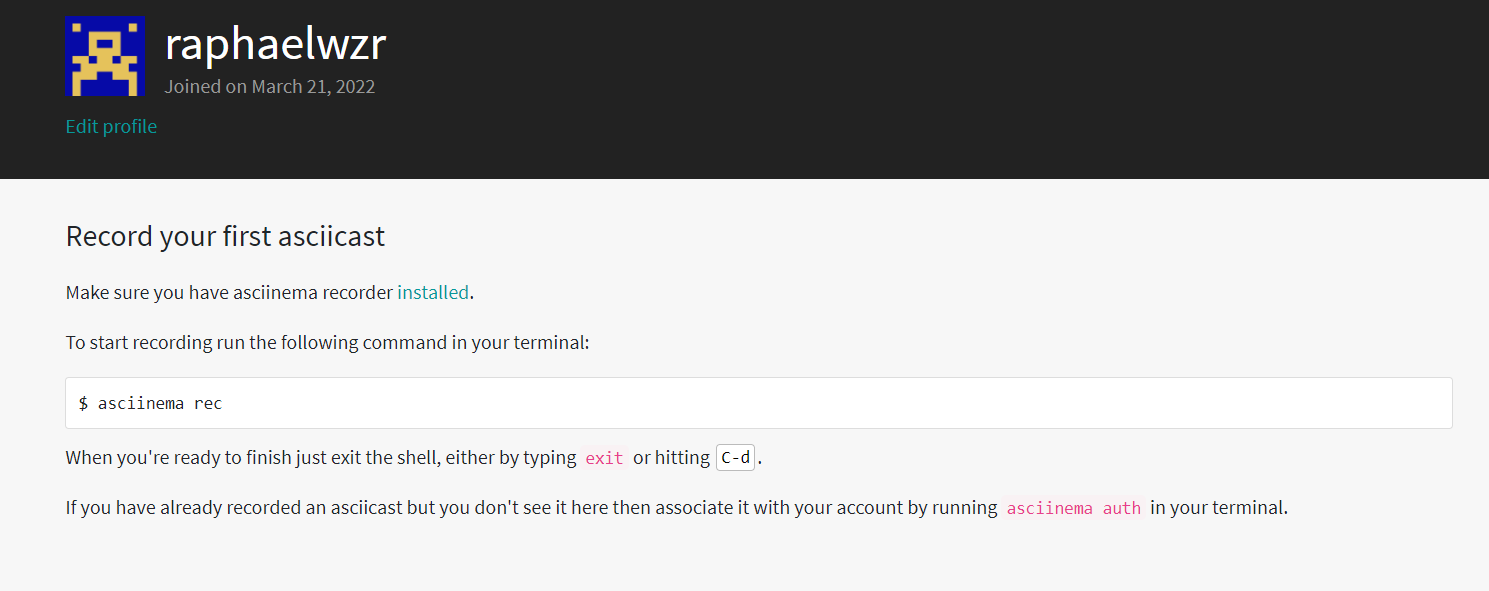 raphaelwzr
Joined on March 21, 2022
Edit profile
Record your first asciicast
Make sure you have asciinema recorder installed.
To start recording run the following command in your terminal:
$ asciinema rec
When you're ready to finish just exit the shell, either by typing exit or hitting C-d.
If you have already recorded an asciicast but you don't see it here then associate it with your account by running asciinema auth in your terminal.